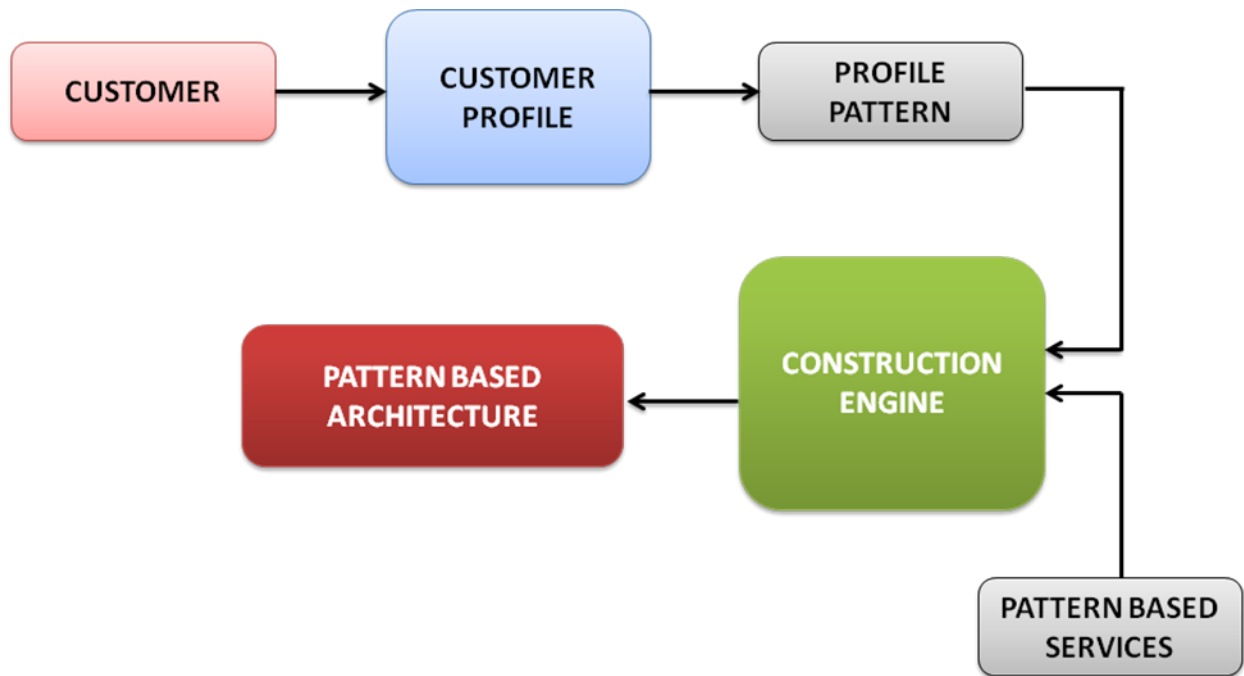 CUSTOMER
CUSTOMER
PROFILE
PROFILE
PATTERN
PATTERN BASED
ARCHITECTURE
CONSTRUCTION
ENGINE
PATTERN BASED
SERVICES